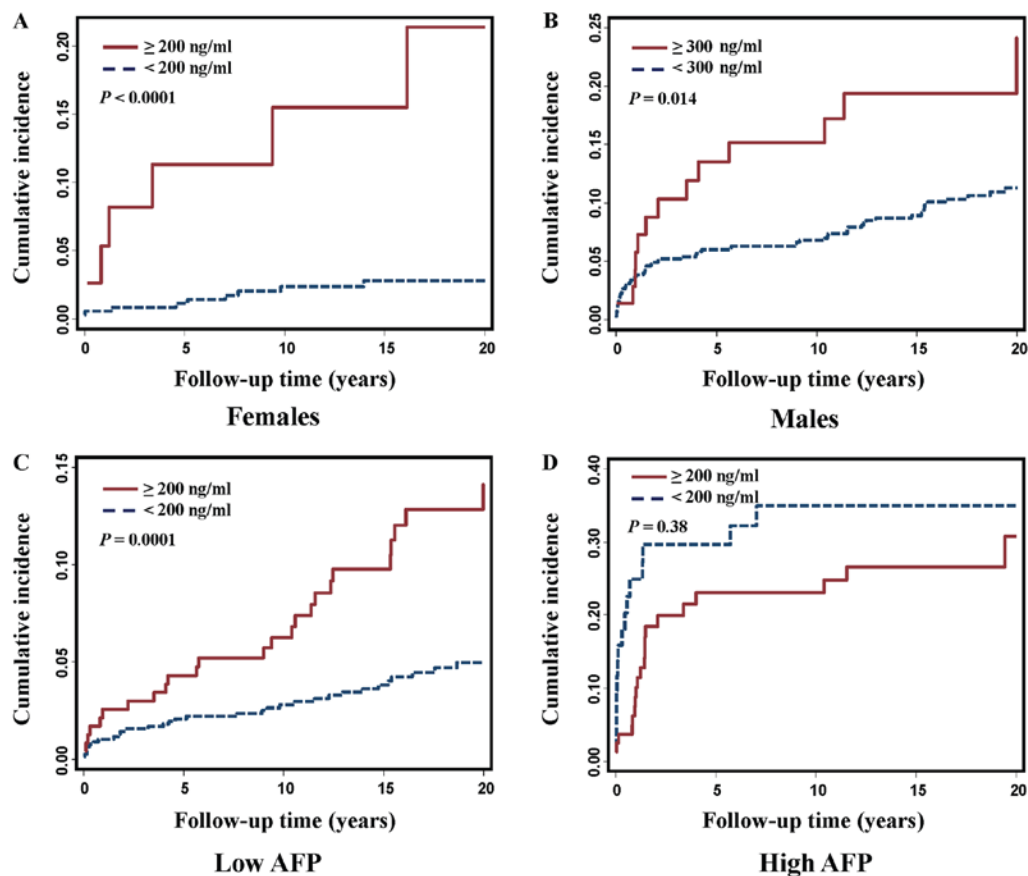 A
Cumulative incidence
0.20
0.15
0.10
0.05
0.00
≥ 200 ng/ml
< 200 ng/ml
P < 0.0001
0 5 10 15 20
Follow-up time (years)
Females
B
Cumulative incidence
0.25
0.20
0.15
0.10
0.05
0.00
≥ 300 ng/ml
< 300 ng/ml
P = 0.014
0 5 10 15 20
Follow-up time (years)
Males
C
Cumulative incidence
0.15
0.10
0.05
0.00
≥ 200 ng/ml
< 200 ng/ml
P = 0.0001
0 5 10 15 20
Follow-up time (years)
Low AFP
D
Cumulative incidence
0.40
0.30
0.20
0.10
0.00
≥ 200 ng/ml
< 200 ng/ml
P = 0.38
0 5 10 15 20
Follow-up time (years)
High AFP